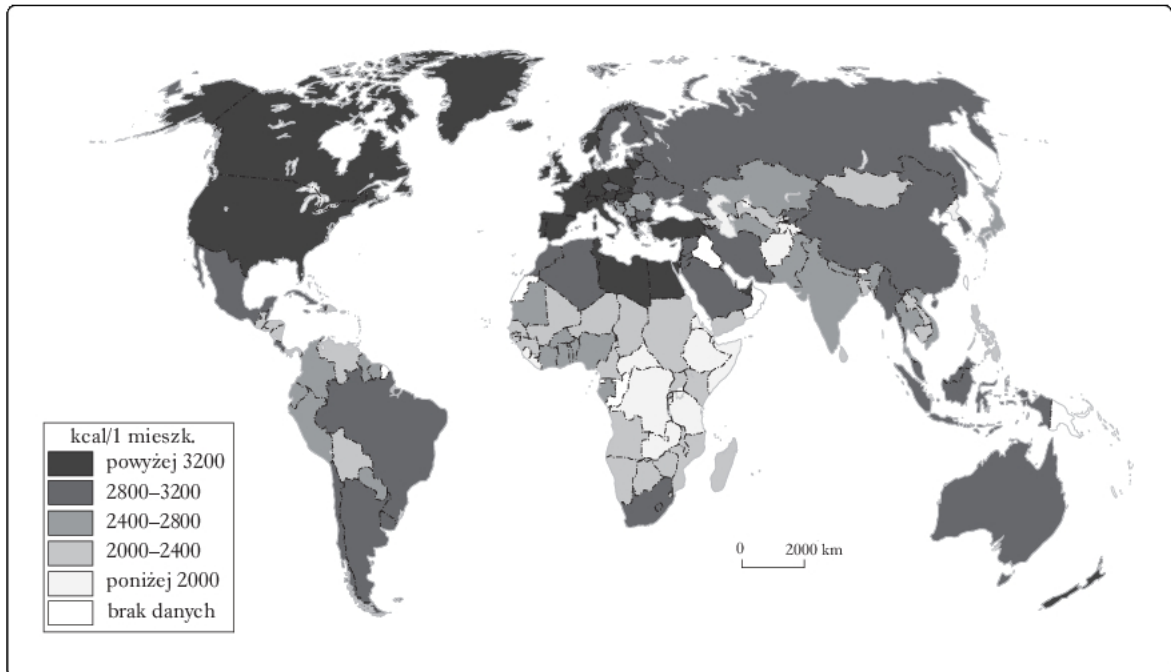 kcal/1 mieszk.
powyżej 3200
2800–3200
2400–2800
2000–2400
poniżej 2000
brak danych
0 2000 km